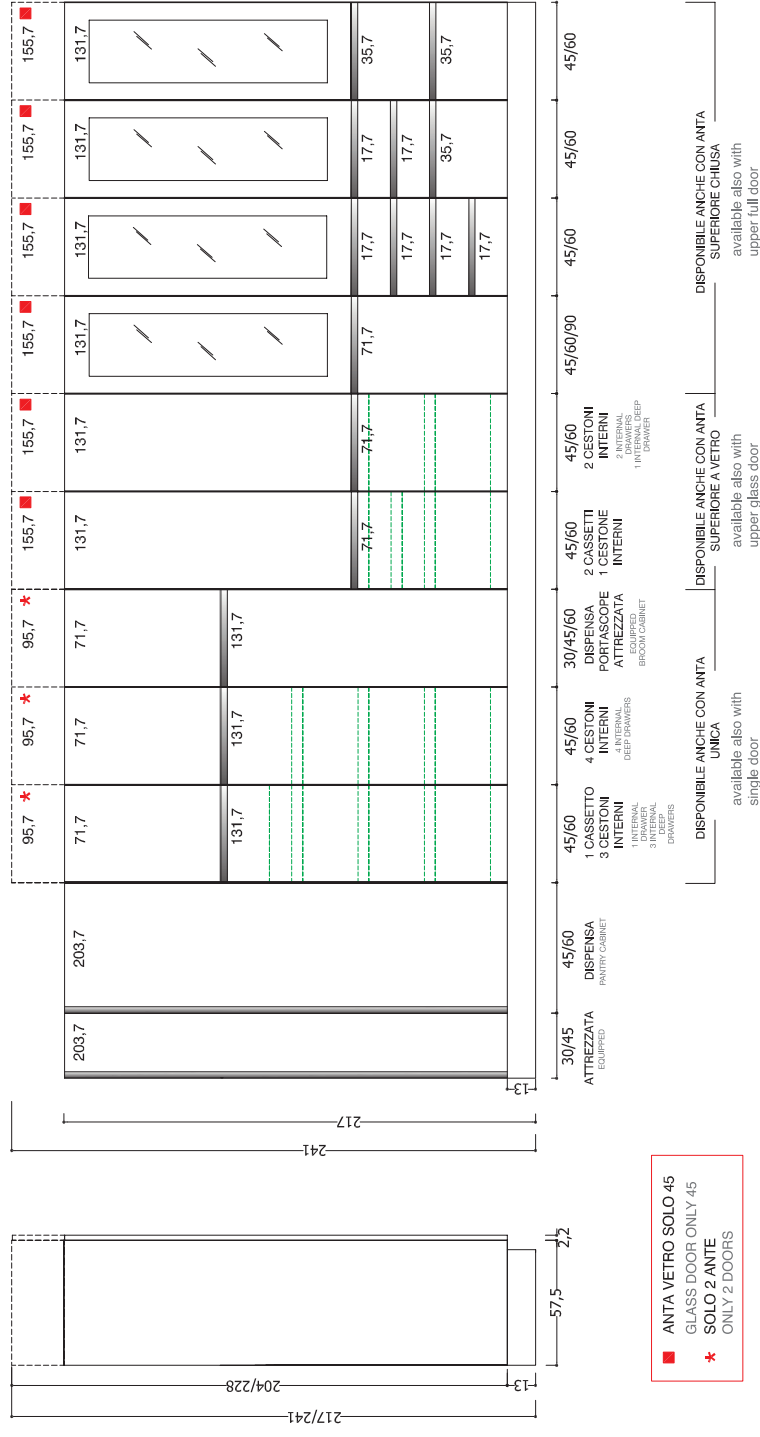 95,7 *
95,7 *
95,7 *
155,7
155,7
155,7
155,7
155,7
155,7
203,7
203,7
71,7
71,7
71,7
131,7
131,7
131,7
131,7
131,7
131,7
131,7
131,7
131,7
71,7
71,7
71,7
17,7
17,7
17,7
17,7
17,7
17,7
35,7
35,7
35,7
217/241
204/228
13
57,5
2,2
241
217
13
30/45
ATTREZZATA
EQUIPPED
45/60
DISPENSA
PANTRY CABINET
45/60
1 CASSETTO
3 CESTONI
INTERNI
1 INTERNAL
DRAWER
3 INTERNAL
DEEP
DRAWERS
45/60
4 CESTONI
INTERNI
4 INTERNAL
DEEP DRAWERS
30/45/60
DISPENSA
PORTASCOPE
ATTREZZATA
EQUIPPED
BROOM CABINET
45/60
2 CASSETTI
1 CESTONE
INTERNI
45/60
2 CESTONI
INTERNI
2 INTERNAL
DRAWERS
1 INTERNAL DEEP
DRAWER
45/60/90
45/60
45/60
45/60
DISPONIBILE ANCHE CON ANTA
UNICA
available also with
single door
DISPONIBILE ANCHE CON ANTA
SUPERIORE A VETRO
available also with
upper glass door
DISPONIBILE ANCHE CON ANTA
SUPERIORE CHIUSA
available also with
upper full door
ANTA VETRO SOLO 45
GLASS DOOR ONLY 45
* SOLO 2 ANTE
ONLY 2 DOORS